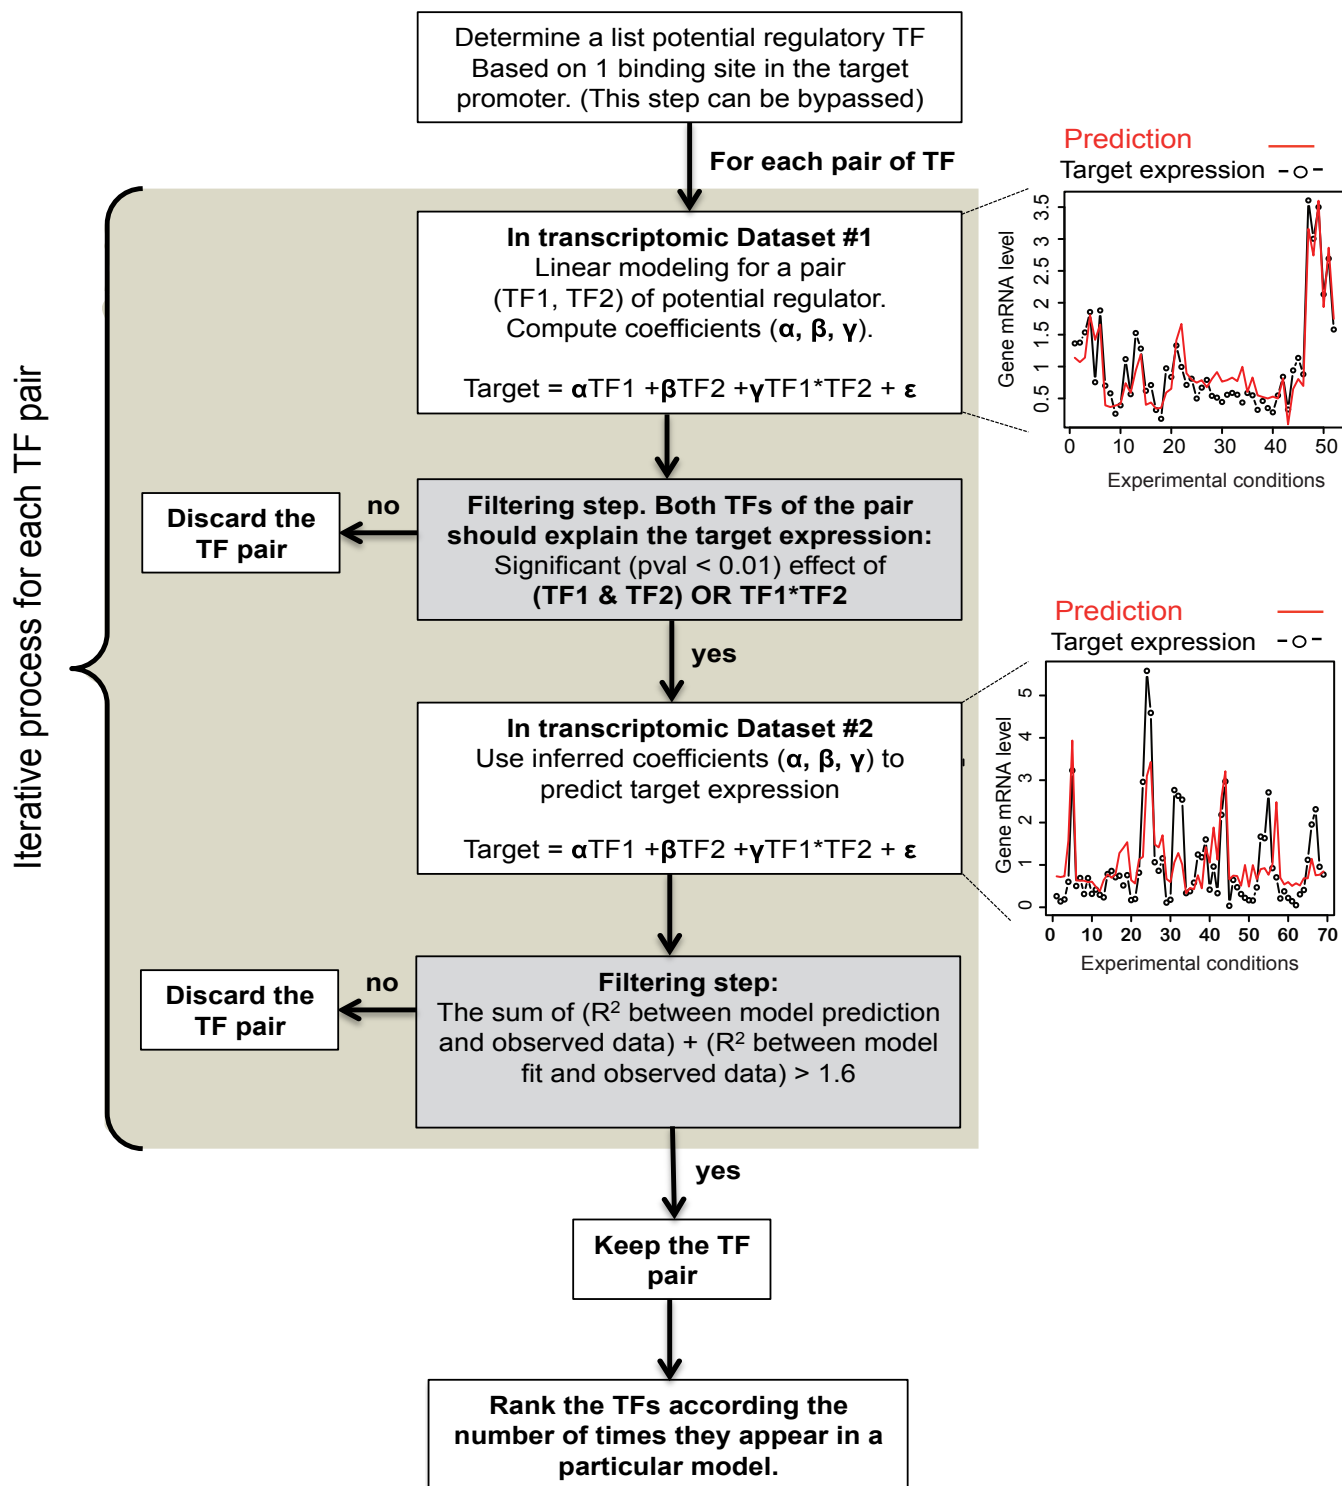 Determine a list potential regulatory TF
Based on 1 binding site in the target
promoter. (This step can be bypassed)
For each pair of TF
Iterative process for each TF pair
In transcriptomic Dataset #1
Linear modeling for a pair
(TF1, TF2) of potential regulator.
Compute coefficients (α, β, γ).
Target = αTF1 +βTF2 +γTF1*TF2 + ε
Prediction
Target expression
Gene mRNA level
3.5
3
2.5
2
1.5
1
0.5
0 10 20 30 40 50
Experimental conditions
Filtering step. Both TFs of the pair
should explain the target expression:
Significant (pval < 0.01) effect of
(TF1 & TF2) OR TF1*TF2
no
Discard the
TF pair
yes
In transcriptomic Dataset #2
Use inferred coefficients (α, β, γ) to
predict target expression
Target = αTF1 +βTF2 +γTF1*TF2 + ε
Prediction
Target expression
Gene mRNA level
5
4
3
2
1
0
0 10 20 30 40 50 60 70
Experimental conditions
Filtering step:
The sum of (R² between model prediction
and observed data) + (R² between model
fit and observed data) > 1.6
no
Discard the
TF pair
yes
Keep the TF
pair
Rank the TFs according the
number of times they appear in a
particular model.